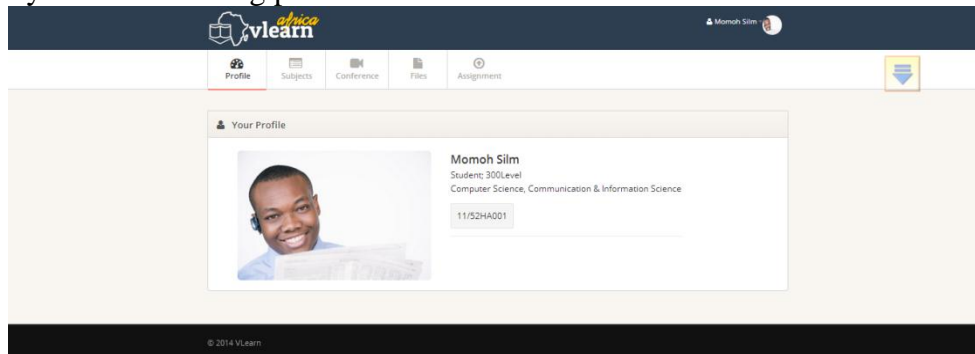 africa
vlearn
Momoh Silm
Profile Subjects Conference Files Assignment
Your Profile
Momoh Silm
Student; 300Level
Computer Science, Communication & Information Science
11/52HA001
© 2014 VLearn